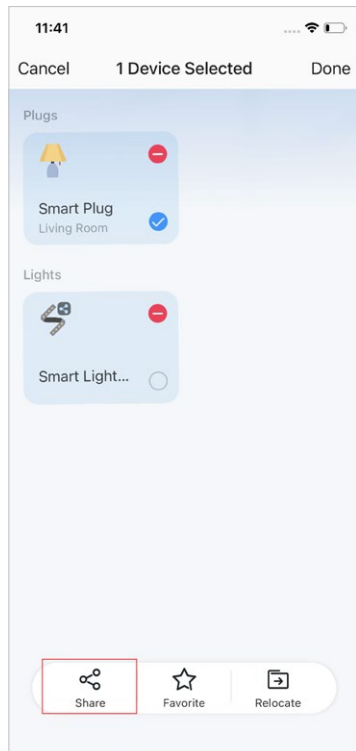 11:41
Cancel 1 Device Selected Done
Plugs
Smart Plug
Living Room
Lights
Smart Light...
Share Favorite Relocate